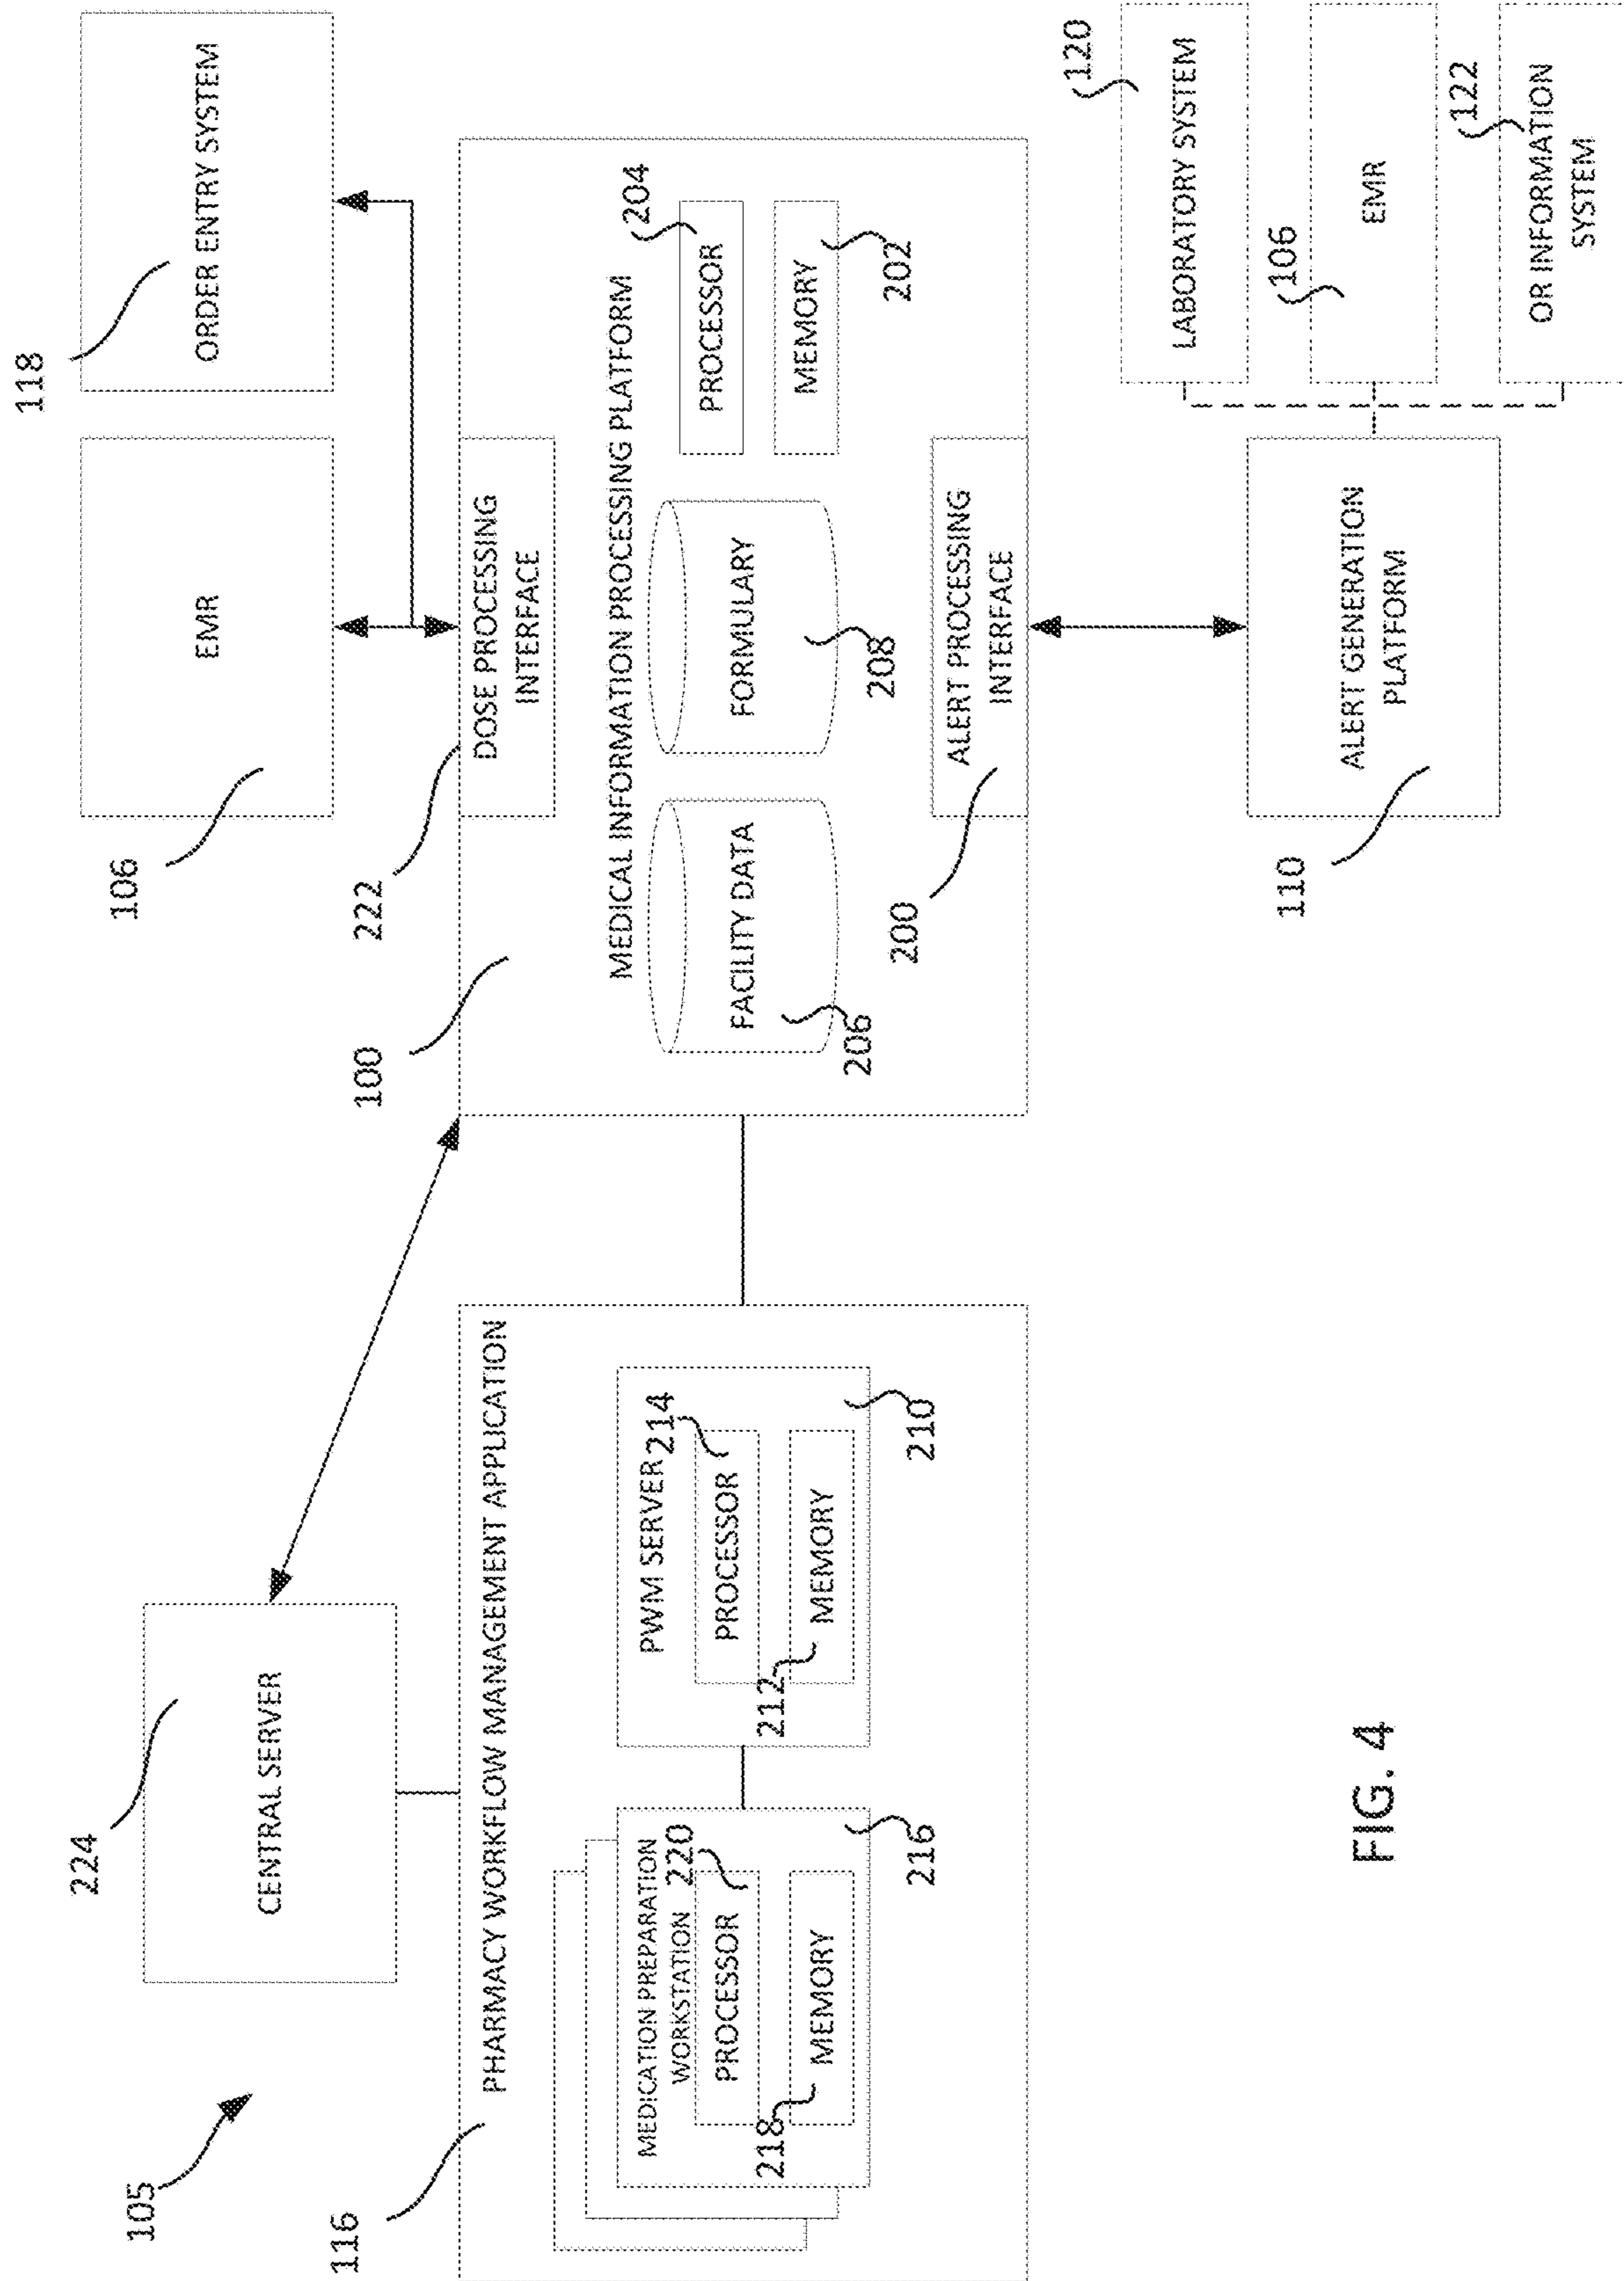 105
224
CENTRAL SERVER
116
PHARMACY WORKFLOW MANAGEMENT APPLICATION
MEDICATION PREPARATION
WORKSTATION
220
PROCESSOR
MEMORY
218
216
PWM SERVER
214
PROCESSOR
MEMORY
212
210
106
EMR
118
ORDER ENTRY SYSTEM
222
DOSE PROCESSING
INTERFACE
100
MEDICAL INFORMATION PROCESSING PLATFORM
FACILITY DATA
206
FORMULARY
208
204
PROCESSOR
MEMORY
202
200
ALERT PROCESSING
INTERFACE
110
ALERT GENERATION
PLATFORM
120
LABORATORY SYSTEM
106
EMR
122
OR INFORMATION
SYSTEM
FIG. 4